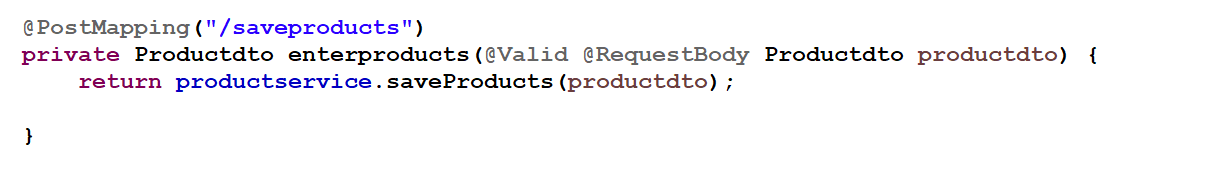 @PostMapping("/saveproducts")
private Productdto enterproducts(@Valid @RequestBody Productdto productdto) {
    return productservice.saveProducts(productdto);
}